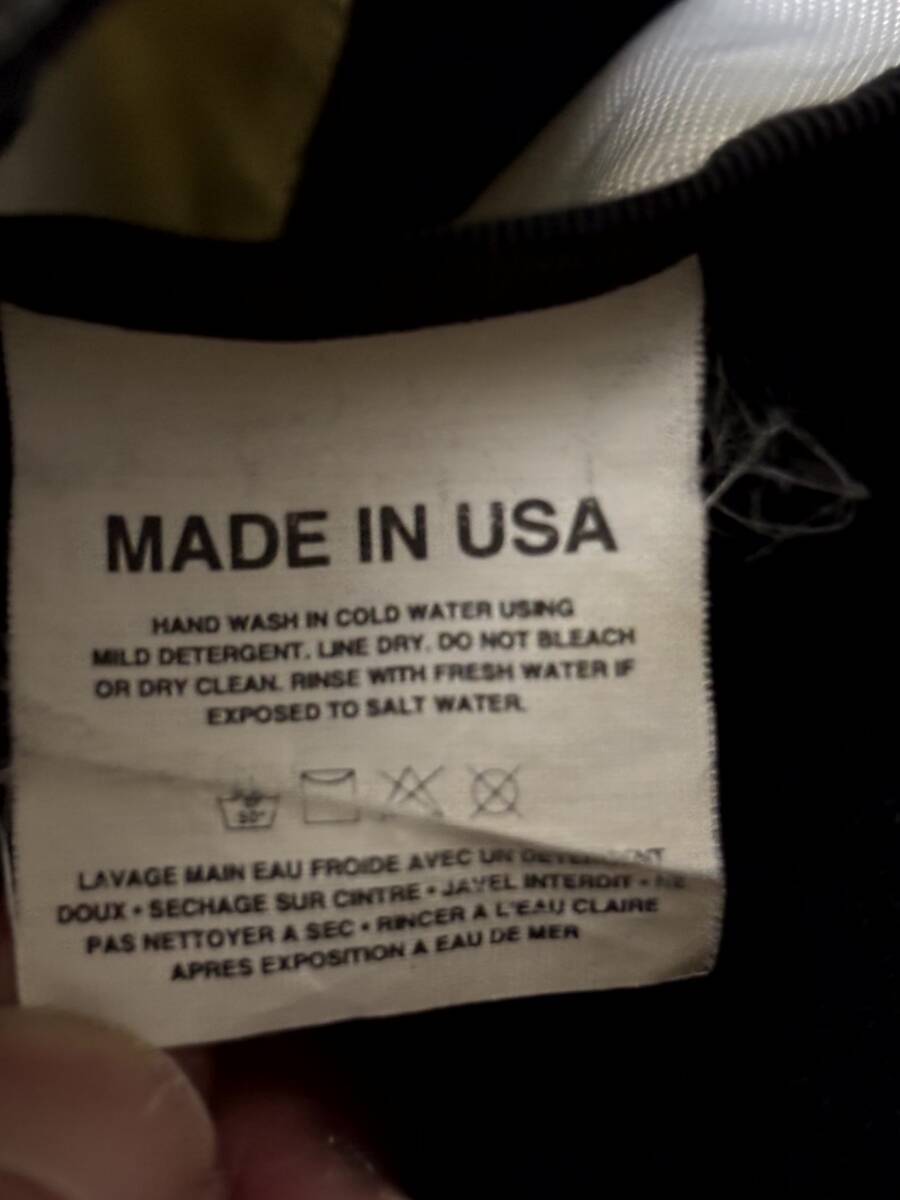 MADE IN USA
HAND WASH IN COLD WATER USING
MILD DETERGENT. LINE DRY. DO NOT BLEACH
OR DRY CLEAN. RINSE WITH FRESH WATER IF
EXPOSED TO SALT WATER.
LAVAGE MAIN EAU FROIDE AVEC UN DETERGENT
DOUX • SECHAGE SUR CINTRE • JAVEL INTERDIT • NE
PAS NETTOYER A SEC • RINCER A L'EAU CLAIRE
APRES EXPOSITION A EAU DE MER